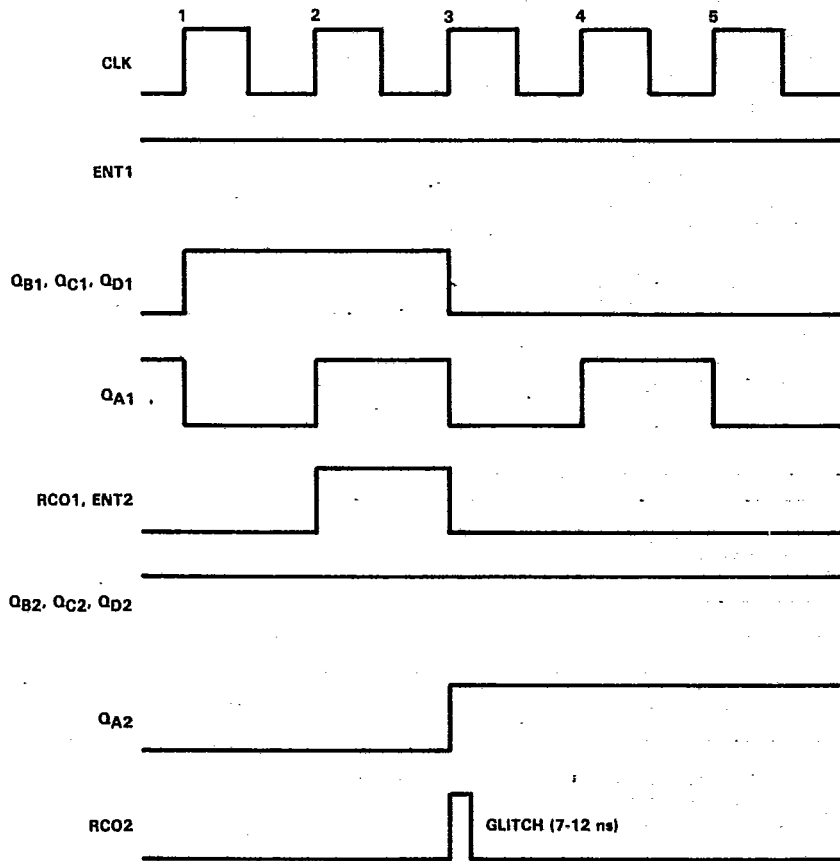 1 2 3 4 5
CLK
ENT1
QB1, QC1, QD1
QA1
RCO1, ENT2
QB2, QC2, QD2
QA2
RCO2 GLITCH (7-12 ns)